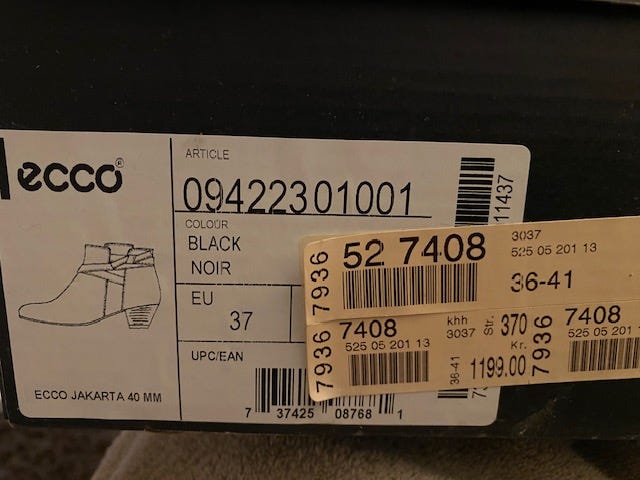 ecco®
ARTICLE
09422301001
COLOUR
BLACK
NOIR
EU
37
UPC/EAN
7 37425 08768 1
ECCO JAKARTA 40 MM
11437
7936
52 7408
3037
525 05 201 13
36-41
7936
7408
525 05 201 13
khh
3037
36-41
Str. 370
Kr.
1199.00
7936
7408
525 05 201 13